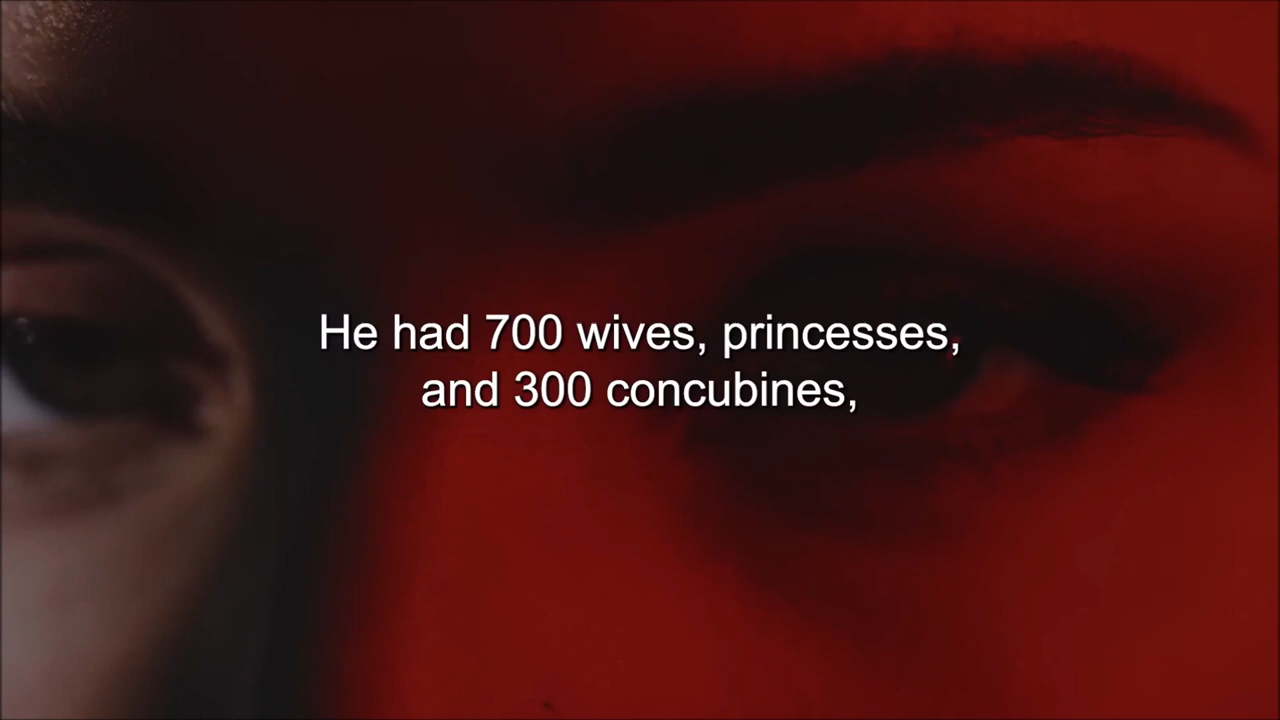 He had 700 wives, princesses,
and 300 concubines,